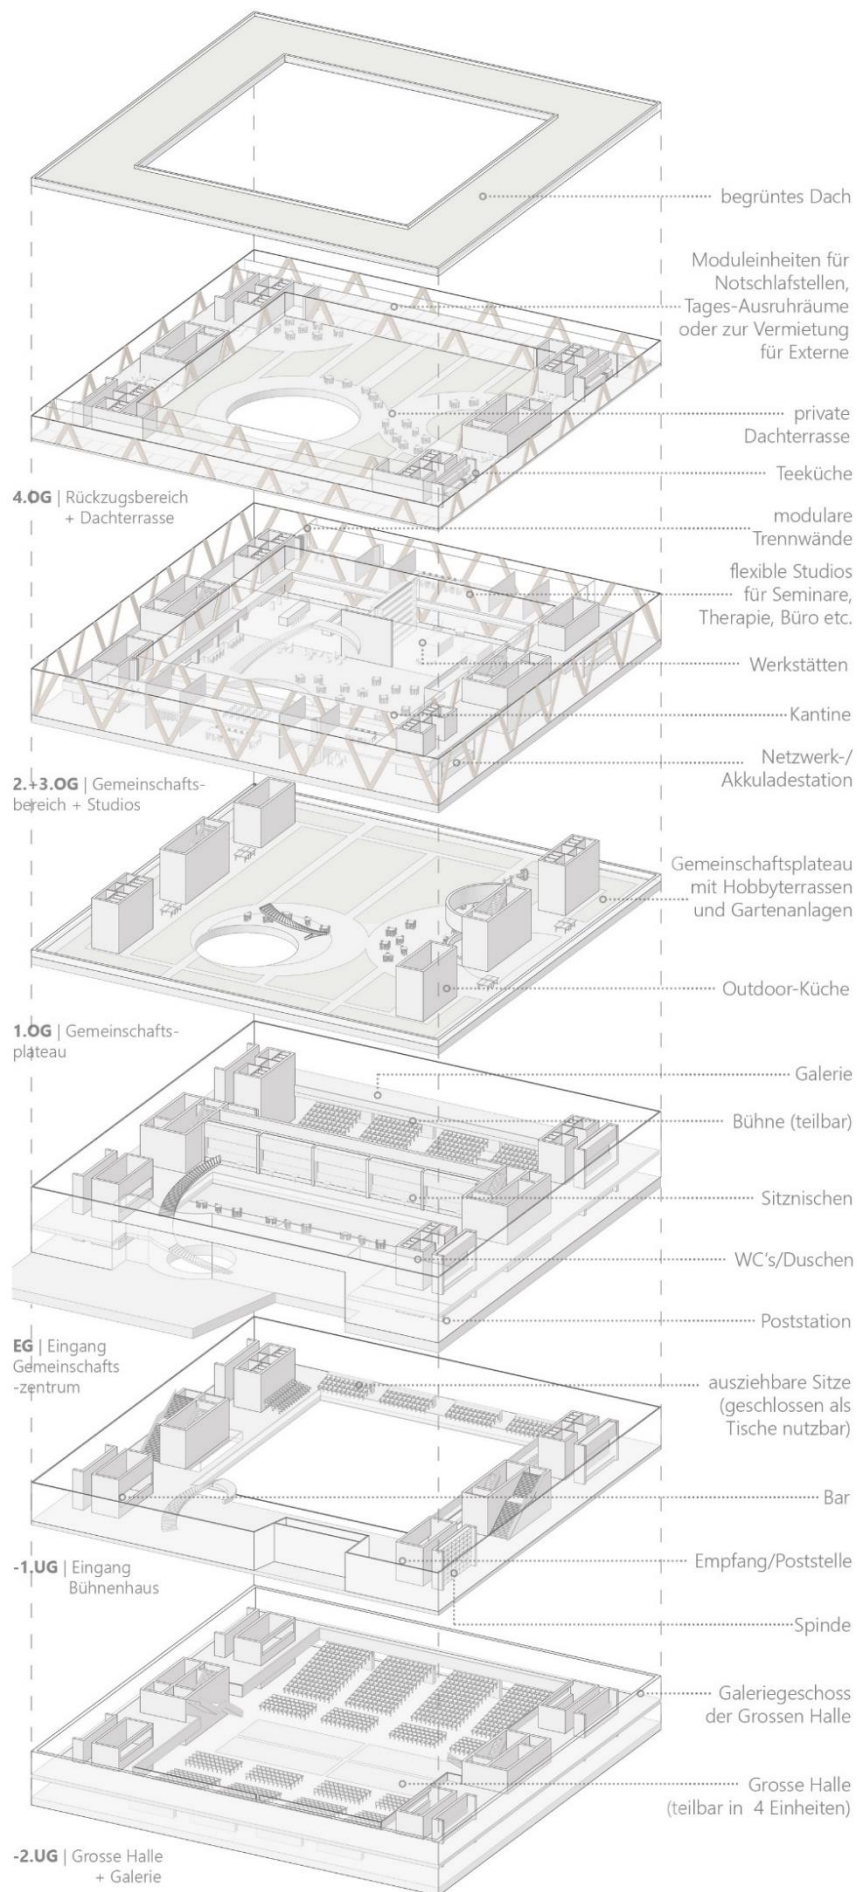 begrüntes Dach
Moduleinheiten für
Notschlafstellen,
Tages-Ausruhräume
oder zur Vermietung
für Externe
private
Dachterrasse
Teeküche
4.OG | Rückzugsbereich
+ Dachterrasse
modulare
Trennwände
flexible Studios
für Seminare,
Therapie, Büro etc.
Werkstätten
Kantine
Netzwerk-/
Akkuladestation
2.+3.OG | Gemeinschafts-
bereich + Studios
Gemeinschaftsplateau
mit Hobbyterrassen
und Gartenanlagen
Outdoor-Küche
1.OG | Gemeinschafts-
plateau
Galerie
Bühne (teilbar)
Sitznischen
WC's/Duschen
Poststation
EG | Eingang
Gemeinschafts
-zentrum
ausziehbare Sitze
(geschlossen als
Tische nutzbar)
Bar
Empfang/Poststelle
-1.UG | Eingang
Bühnenhaus
Spinde
Galeriegeschoss
der Grossen Halle
Grosse Halle
(teilbar in 4 Einheiten)
-2.UG | Grosse Halle
+ Galerie